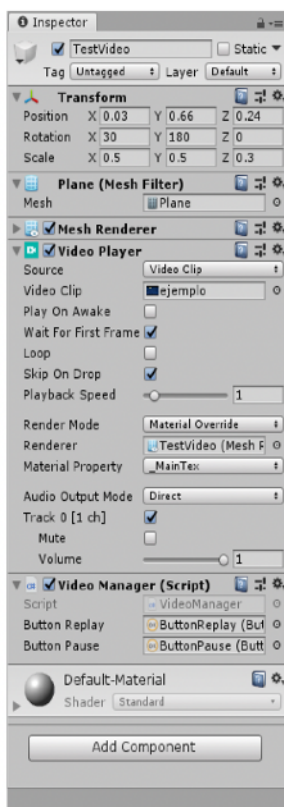 Inspector
TestVideo Static
Tag Untagged Layer Default
Transform
Position X 0.03 Y 0.66 Z 0.24
Rotation X 30 Y 180 Z 0
Scale X 0.5 Y 0.5 Z 0.3
Plane (Mesh Filter)
Mesh Plane
Mesh Renderer
Video Player
Source Video Clip
Video Clip ejemplo
Play On Awake
Wait For First Frame
Loop
Skip On Drop
Playback Speed 1
Render Mode Material Override
Renderer TestVideo (Mesh F
Material Property _MainTex
Audio Output Mode Direct
Track 0 [1 ch]
Mute
Volume 1
Video Manager (Script)
Script VideoManager
Button Replay ButtonReplay (But
Button Pause ButtonPause (Butt
Default-Material
Shader Standard
Add Component